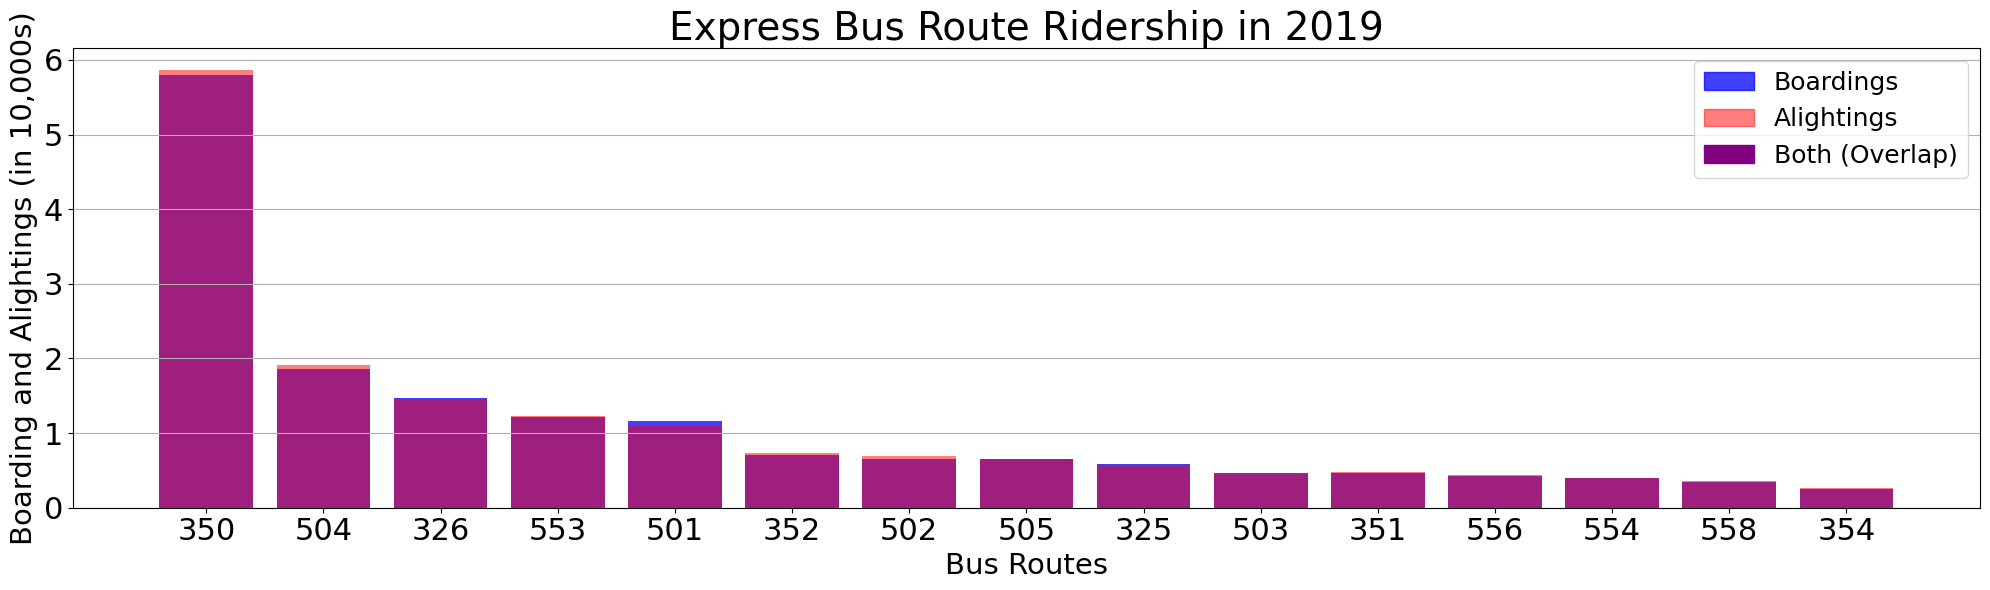 Express Bus Route Ridership in 2019
Boarding and Alightings (in 10,000s)
6
5
4
3
2
1
0
Boardings
Alightings
Both (Overlap)
350 504 326 553 501 352 502 505 325 503 351 556 554 558 354
Bus Routes